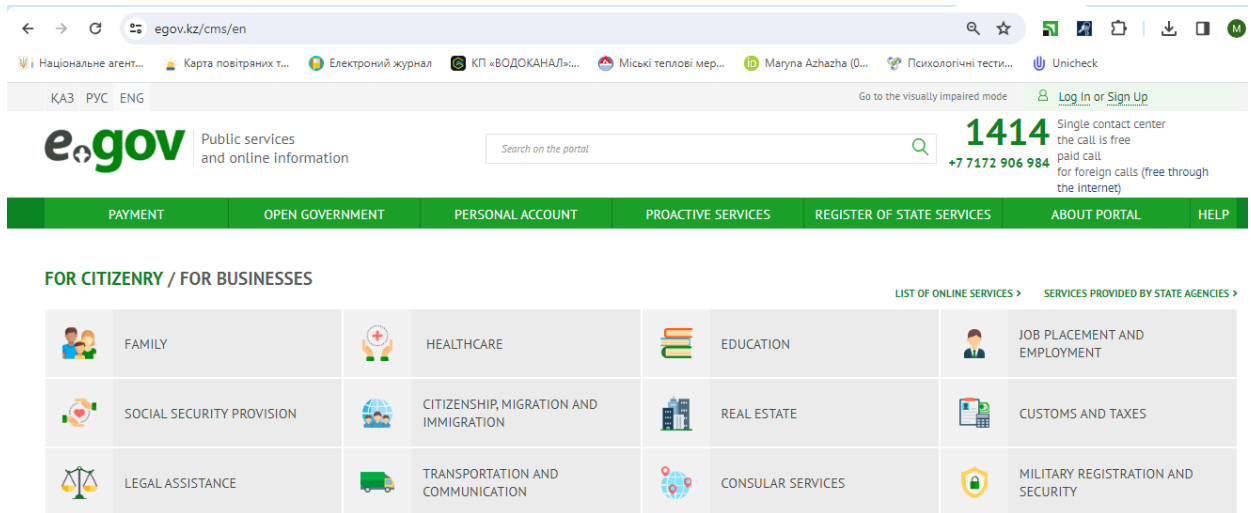 egov.kz/cms/en
M
і Національне агент... Карта повітряних т... Електроний журнал КП «ВОДОКАНАЛ»:... Міські теплові мер... Maryna Azhazha (0... Психологічні тести... Unicheck
ҚАЗ РУС ENG
Go to the visually impaired mode
Log In or Sign Up
e.gov
Public services
and online information
Search on the portal
1414
+7 7172 906 984
Single contact center
the call is free
paid call
for foreign calls (free through
the internet)
PAYMENT OPEN GOVERNMENT PERSONAL ACCOUNT PROACTIVE SERVICES REGISTER OF STATE SERVICES ABOUT PORTAL HELP
FOR CITIZENRY / FOR BUSINESSES
LIST OF ONLINE SERVICES > SERVICES PROVIDED BY STATE AGENCIES >
FAMILY
HEALTHCARE
EDUCATION
JOB PLACEMENT AND
EMPLOYMENT
SOCIAL SECURITY PROVISION
CITIZENSHIP, MIGRATION AND
IMMIGRATION
REAL ESTATE
CUSTOMS AND TAXES
LEGAL ASSISTANCE
TRANSPORTATION AND
COMMUNICATION
CONSULAR SERVICES
MILITARY REGISTRATION AND
SECURITY